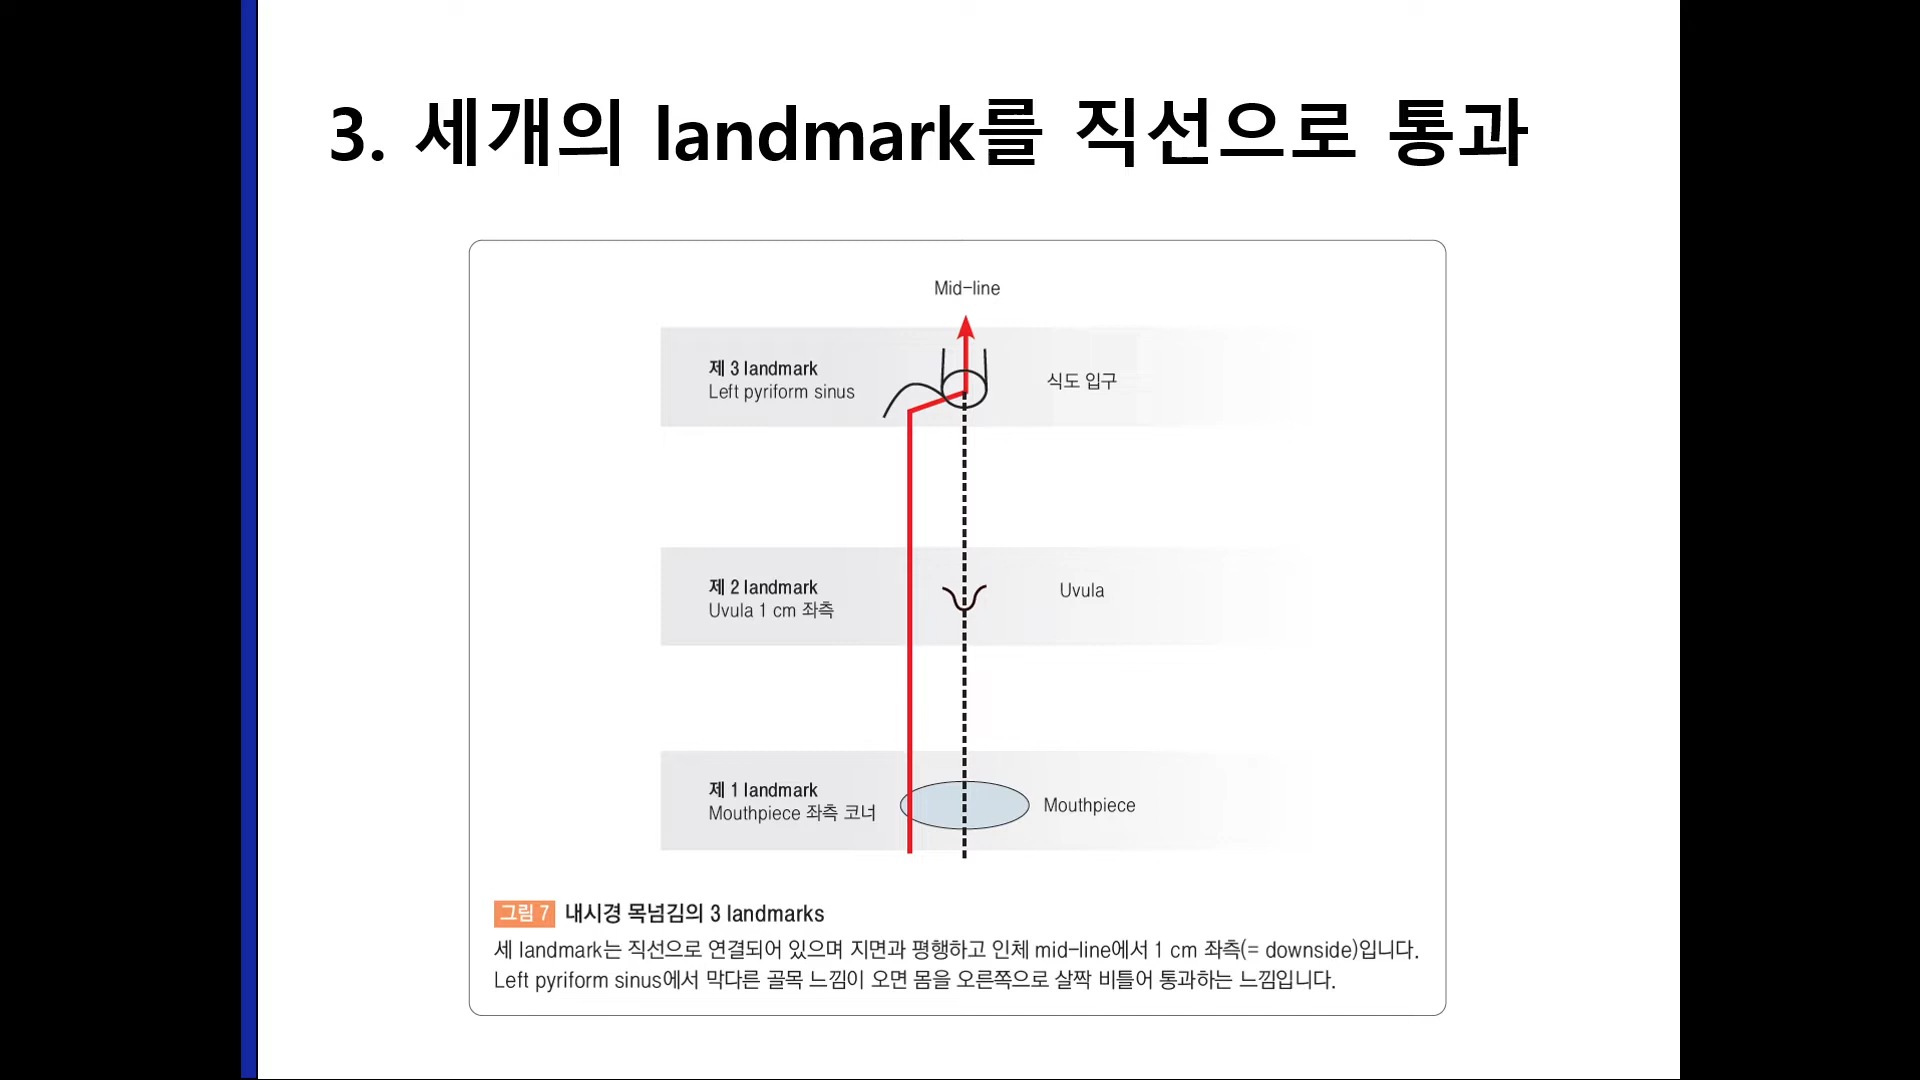 3. 세개의 landmark를 직선으로 통과
Mid-line
제 3 landmark
Left pyriform sinus
식도 입구
제 2 landmark
Uvula 1 cm 좌측
Uvula
제 1 landmark
Mouthpiece 좌측 코너
Mouthpiece
그림 7 내시경 목넘김의 3 landmarks
세 landmark는 직선으로 연결되어 있으며 지면과 평행하고 인체 mid-line에서 1 cm 좌측(= downside)입니다.
Left pyriform sinus에서 막다른 골목 느낌이 오면 몸을 오른쪽으로 살짝 비틀어 통과하는 느낌입니다.